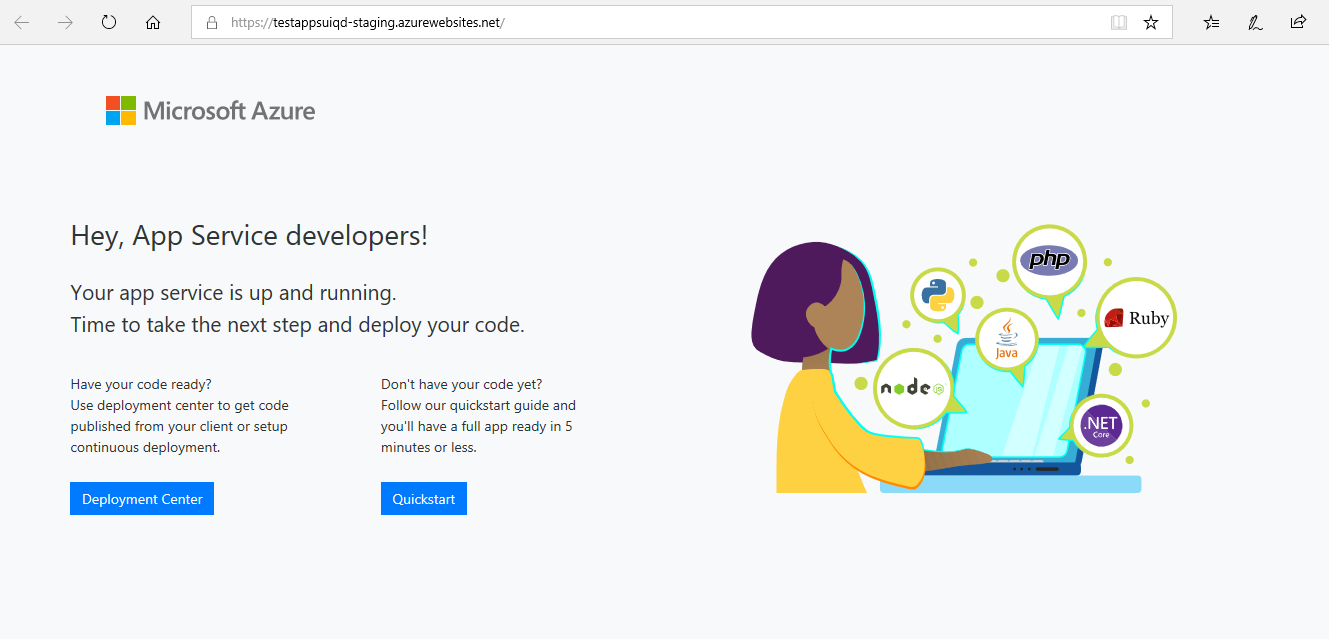 https://testappsuiqd-staging.azurewebsites.net/
Microsoft Azure
Hey, App Service developers!
Your app service is up and running.
Time to take the next step and deploy your code.
Have your code ready?
Use deployment center to get code
published from your client or setup
continuous deployment.
Deployment Center
Don't have your code yet?
Follow our quickstart guide and
you'll have a full app ready in 5
minutes or less.
Quickstart
php
Ruby
Java
node
JS
.NET
Core